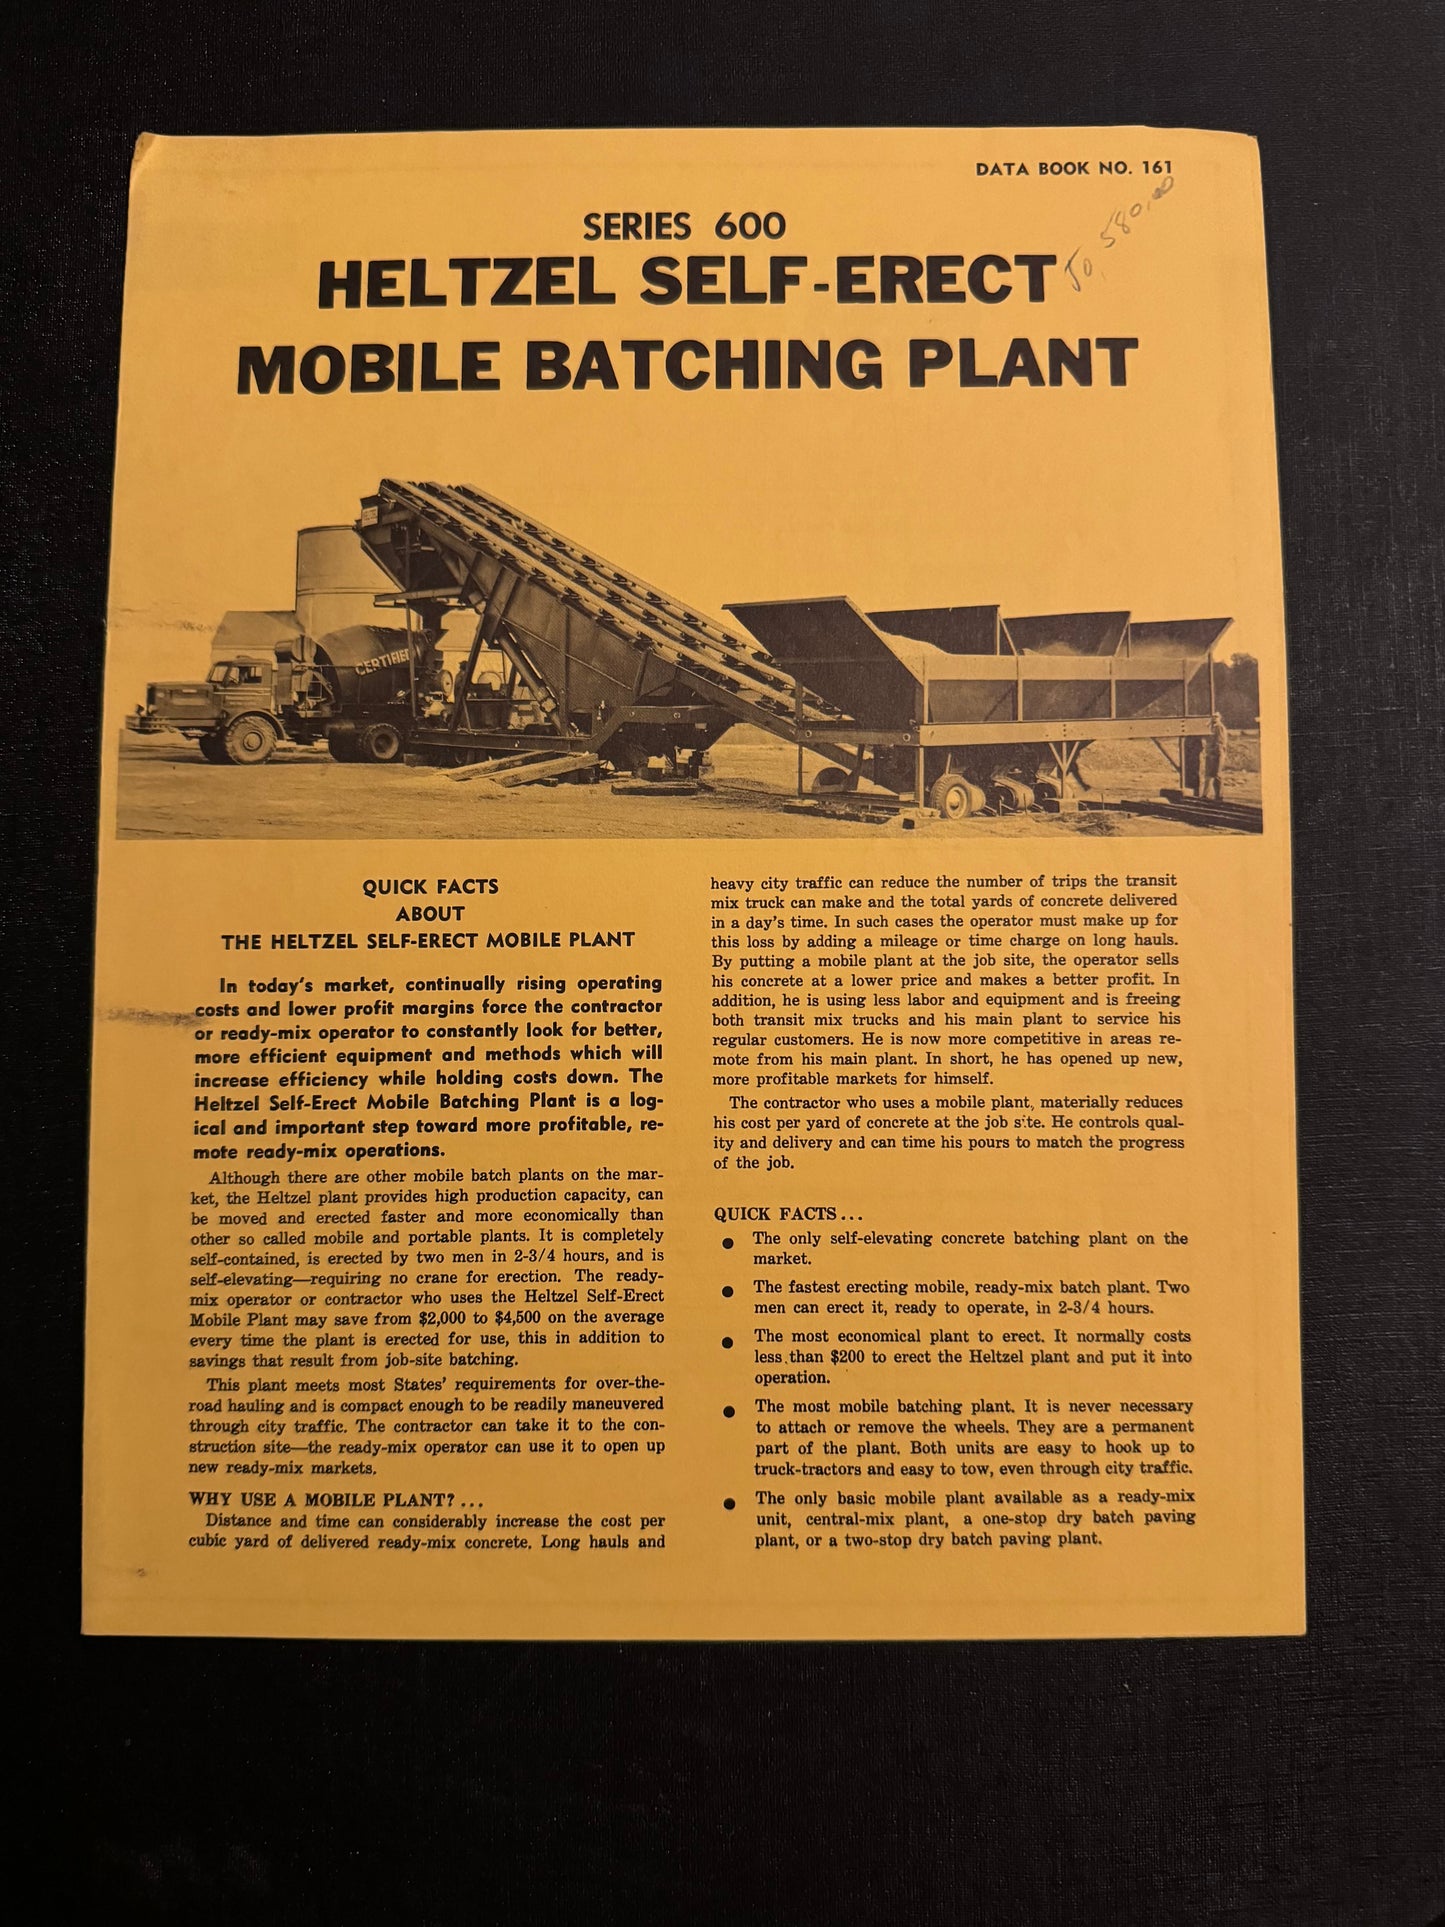 DATA BOOK NO. 161
50,580.00
SERIES 600
HELTZEL SELF-ERECT
MOBILE BATCHING PLANT
CERTIFIED
QUICK FACTS
ABOUT
THE HELTZEL SELF-ERECT MOBILE PLANT
In today's market, continually rising operating
costs and lower profit margins force the contractor
or ready-mix operator to constantly look for better,
more efficient equipment and methods which will
increase efficiency while holding costs down. The
Heltzel Self-Erect Mobile Batching Plant is a log-
ical and important step toward more profitable, re-
mote ready-mix operations.
Although there are other mobile batch plants on the mar-
ket, the Heltzel plant provides high production capacity, can
be moved and erected faster and more economically than
other so called mobile and portable plants. It is completely
self-contained, is erected by two men in 2-3/4 hours, and is
self-elevating—requiring no crane for erection. The ready-
mix operator or contractor who uses the Heltzel Self-Erect
Mobile Plant may save from $2,000 to $4,500 on the average
every time the plant is erected for use, this in addition to
savings that result from job-site batching.
This plant meets most States' requirements for over-the-
road hauling and is compact enough to be readily maneuvered
through city traffic. The contractor can take it to the con-
struction site—the ready-mix operator can use it to open up
new ready-mix markets.
WHY USE A MOBILE PLANT? ...
Distance and time can considerably increase the cost per
cubic yard of delivered ready-mix concrete. Long hauls and
heavy city traffic can reduce the number of trips the transit
mix truck can make and the total yards of concrete delivered
in a day's time. In such cases the operator must make up for
this loss by adding a mileage or time charge on long hauls.
By putting a mobile plant at the job site, the operator sells
his concrete at a lower price and makes a better profit. In
addition, he is using less labor and equipment and is freeing
both transit mix trucks and his main plant to service his
regular customers. He is now more competitive in areas re-
mote from his main plant. In short, he has opened up new,
more profitable markets for himself.
The contractor who uses a mobile plant, materially reduces
his cost per yard of concrete at the job site. He controls qual-
ity and delivery and can time his pours to match the progress
of the job.
QUICK FACTS ...
● The only self-elevating concrete batching plant on the
market.
● The fastest erecting mobile, ready-mix batch plant. Two
men can erect it, ready to operate, in 2-3/4 hours.
● The most economical plant to erect. It normally costs
less than $200 to erect the Heltzel plant and put it into
operation.
● The most mobile batching plant. It is never necessary
to attach or remove the wheels. They are a permanent
part of the plant. Both units are easy to hook up to
truck-tractors and easy to tow, even through city traffic.
● The only basic mobile plant available as a ready-mix
unit, central-mix plant, a one-stop dry batch paving
plant, or a two-stop dry batch paving plant.